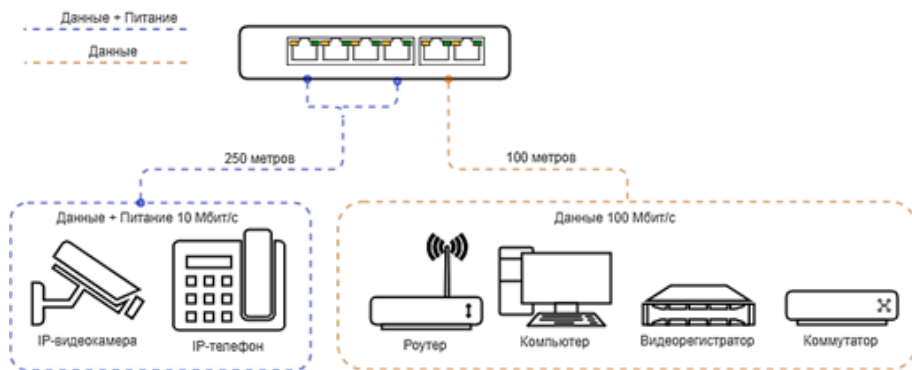 Данные + Питание
Данные
250 метров
100 метров
Данные + Питание 10 Мбит/с
Данные 100 Мбит/с
IP-видеокамера
IP-телефон
Роутер
Компьютер
Видеорегистратор
Коммутатор